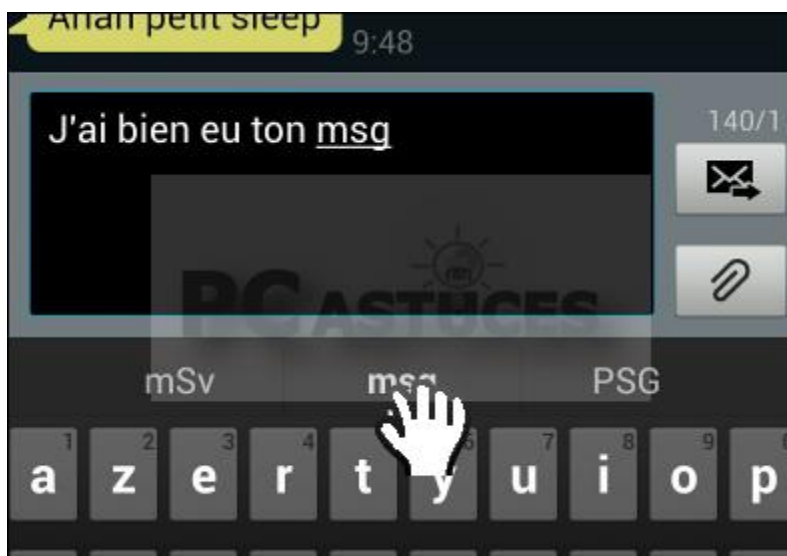 Ahah petit sleep
9:48
J'ai bien eu ton msg
140/1
PC ASTUCES
mSv msg PSG
1 2 3 4 6 7 8 9
a z e r t y u i o p